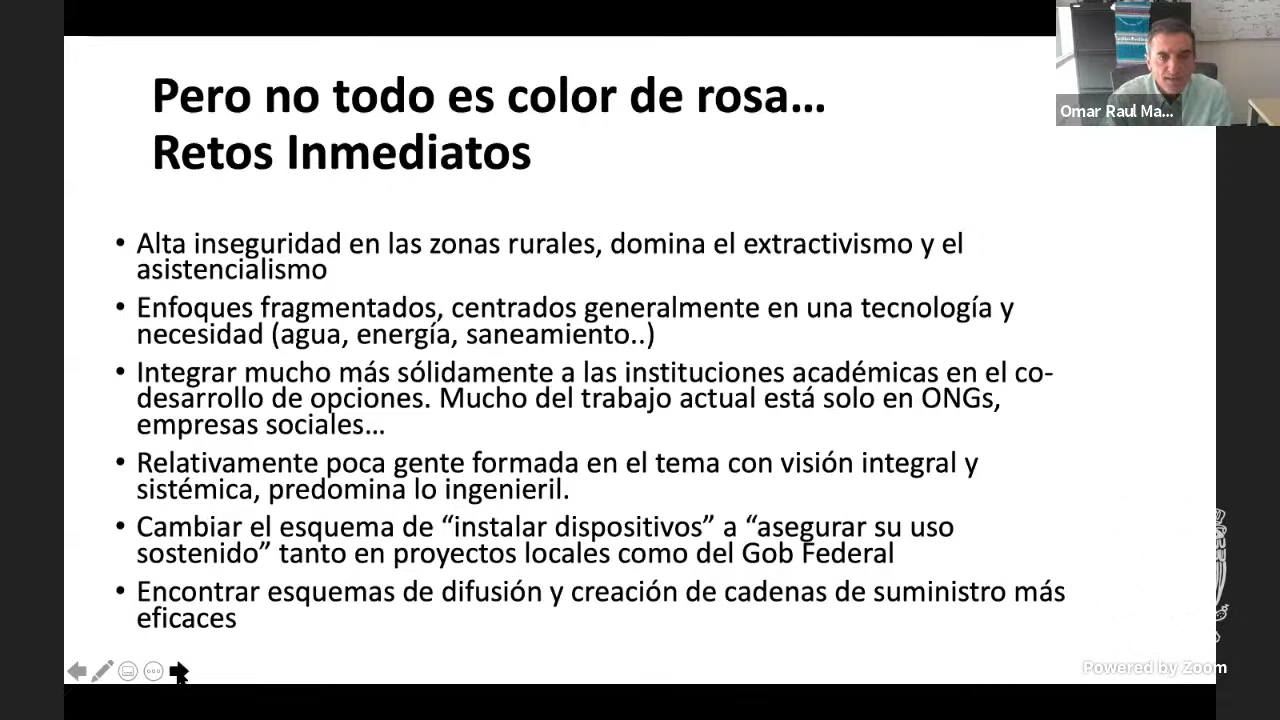 Pero no todo es color de rosa…
Retos Inmediatos
Omar Raul Ma...
• Alta inseguridad en las zonas rurales, domina el extractivismo y el
asistencialismo
• Enfoques fragmentados, centrados generalmente en una tecnología y
necesidad (agua, energía, saneamiento..)
• Integrar mucho más sólidamente a las instituciones académicas en el co-
desarrollo de opciones. Mucho del trabajo actual está solo en ONGs,
empresas sociales…
• Relativamente poca gente formada en el tema con visión integral y
sistémica, predomina lo ingenieril.
• Cambiar el esquema de “instalar dispositivos” a “asegurar su uso
sostenido” tanto en proyectos locales como del Gob Federal
• Encontrar esquemas de difusión y creación de cadenas de suministro más
eficaces
Powered by Zoom